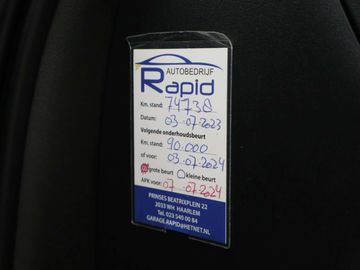 AUTOBEDRIJF
Rapid
Km. stand: 74738
Datum: 03-07-2023
Volgende onderhoudsbeurt
Km. stand: 90.000
of voor: 03-07-2024
grote beurt kleine beurt
APK voor: 07-07-2024
PRINSES BEATRIXPLEIN 22
2033 WH HAARLEM
Tel. 023 540 00 84
GARAGE.RAPID@HETNET.NL